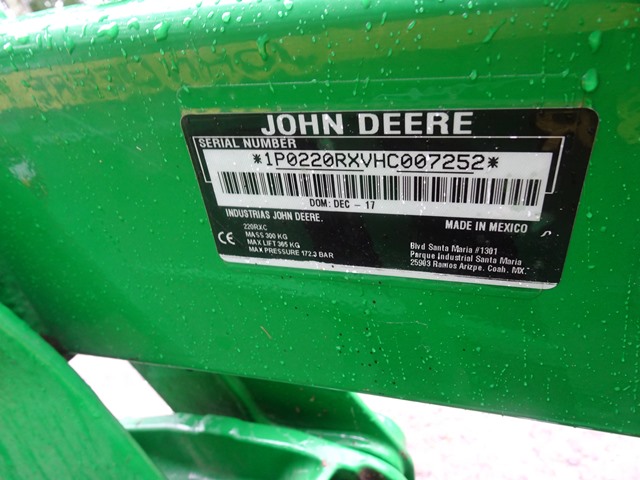 JOHN DEERE
SERIAL NUMBER
*1P0220RXVHC007252*
DOM: DEC - 17
INDUSTRIAS JOHN DEERE.
MADE IN MEXICO
220RXC
MASS 300 KG
MAX LIFT 365 KG
MAX PRESSURE 172.3 BAR
CE
Blvd Santa Maria #1301
Parque Industrial Santa Maria
25903 Ramos Arizpe. Coah. MX.